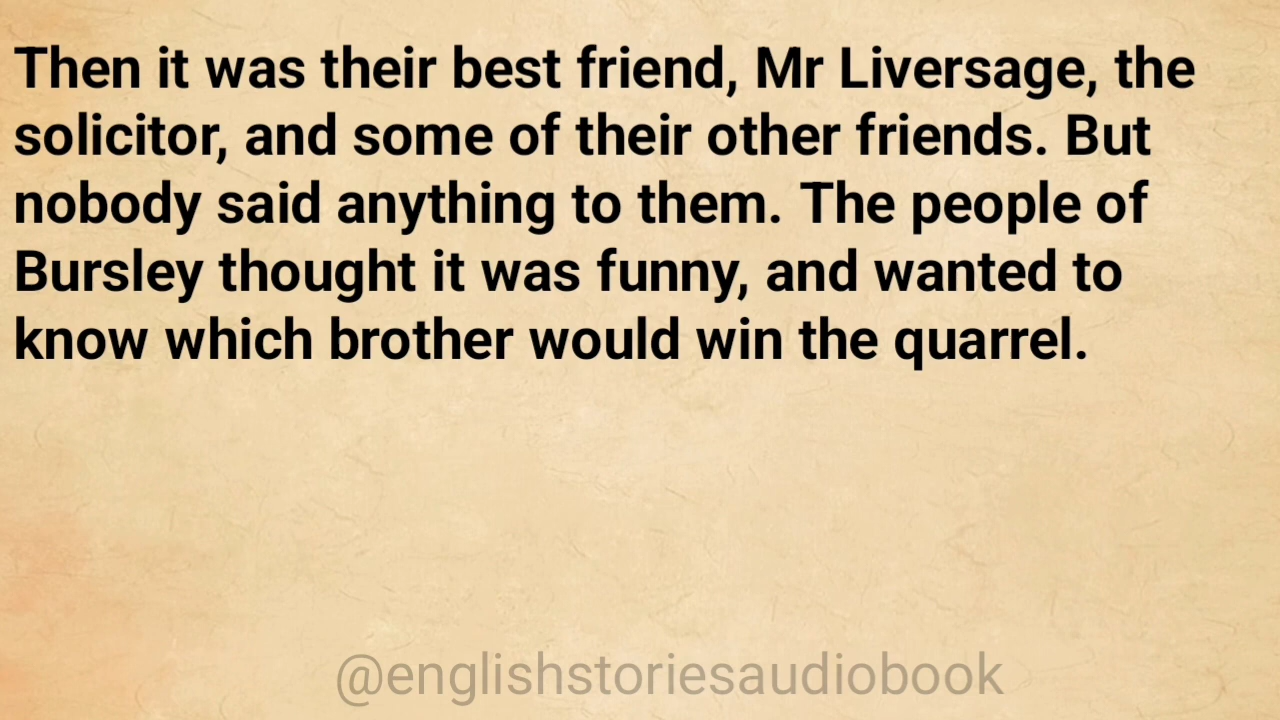 Then it was their best friend, Mr Liversage, the
solicitor, and some of their other friends. But
nobody said anything to them. The people of
Bursley thought it was funny, and wanted to
know which brother would win the quarrel.
@englishstoriesaudiobook